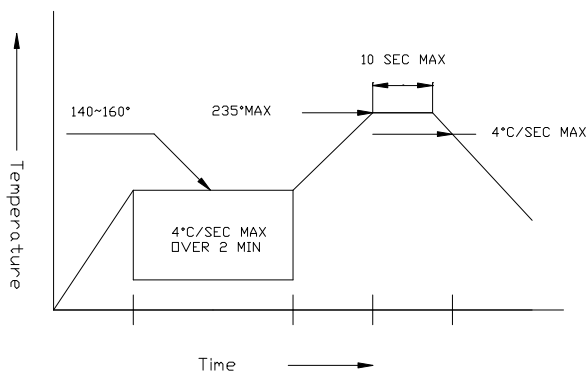 10 SEC MAX
140~160°
235°MAX
4°C/SEC MAX
4°C/SEC MAX
OVER 2 MIN
Temperature
Time